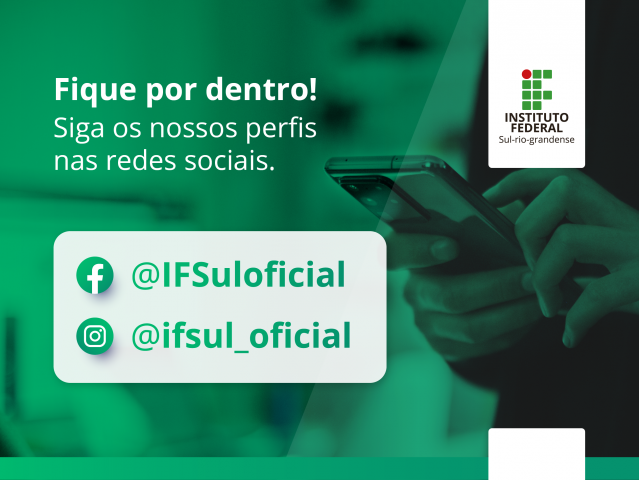 Fique por dentro!
Siga os nossos perfis
nas redes sociais.
@IFSuloficial
@ifsul_oficial
INSTITUTO
FEDERAL
Sul-rio-grandense